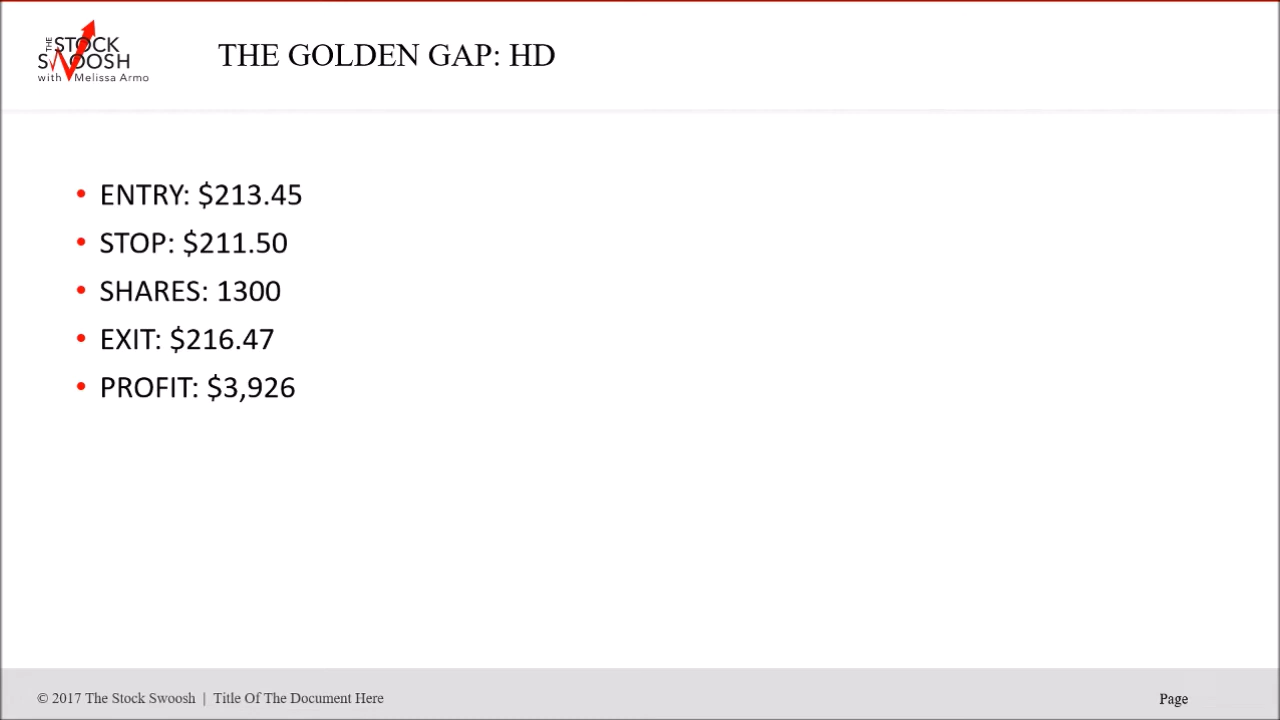 THE
STOCK
SWOOSH
with Melissa Armo
THE GOLDEN GAP: HD
• ENTRY: $213.45
• STOP: $211.50
• SHARES: 1300
• EXIT: $216.47
• PROFIT: $3,926
© 2017 The Stock Swoosh | Title Of The Document Here
Page